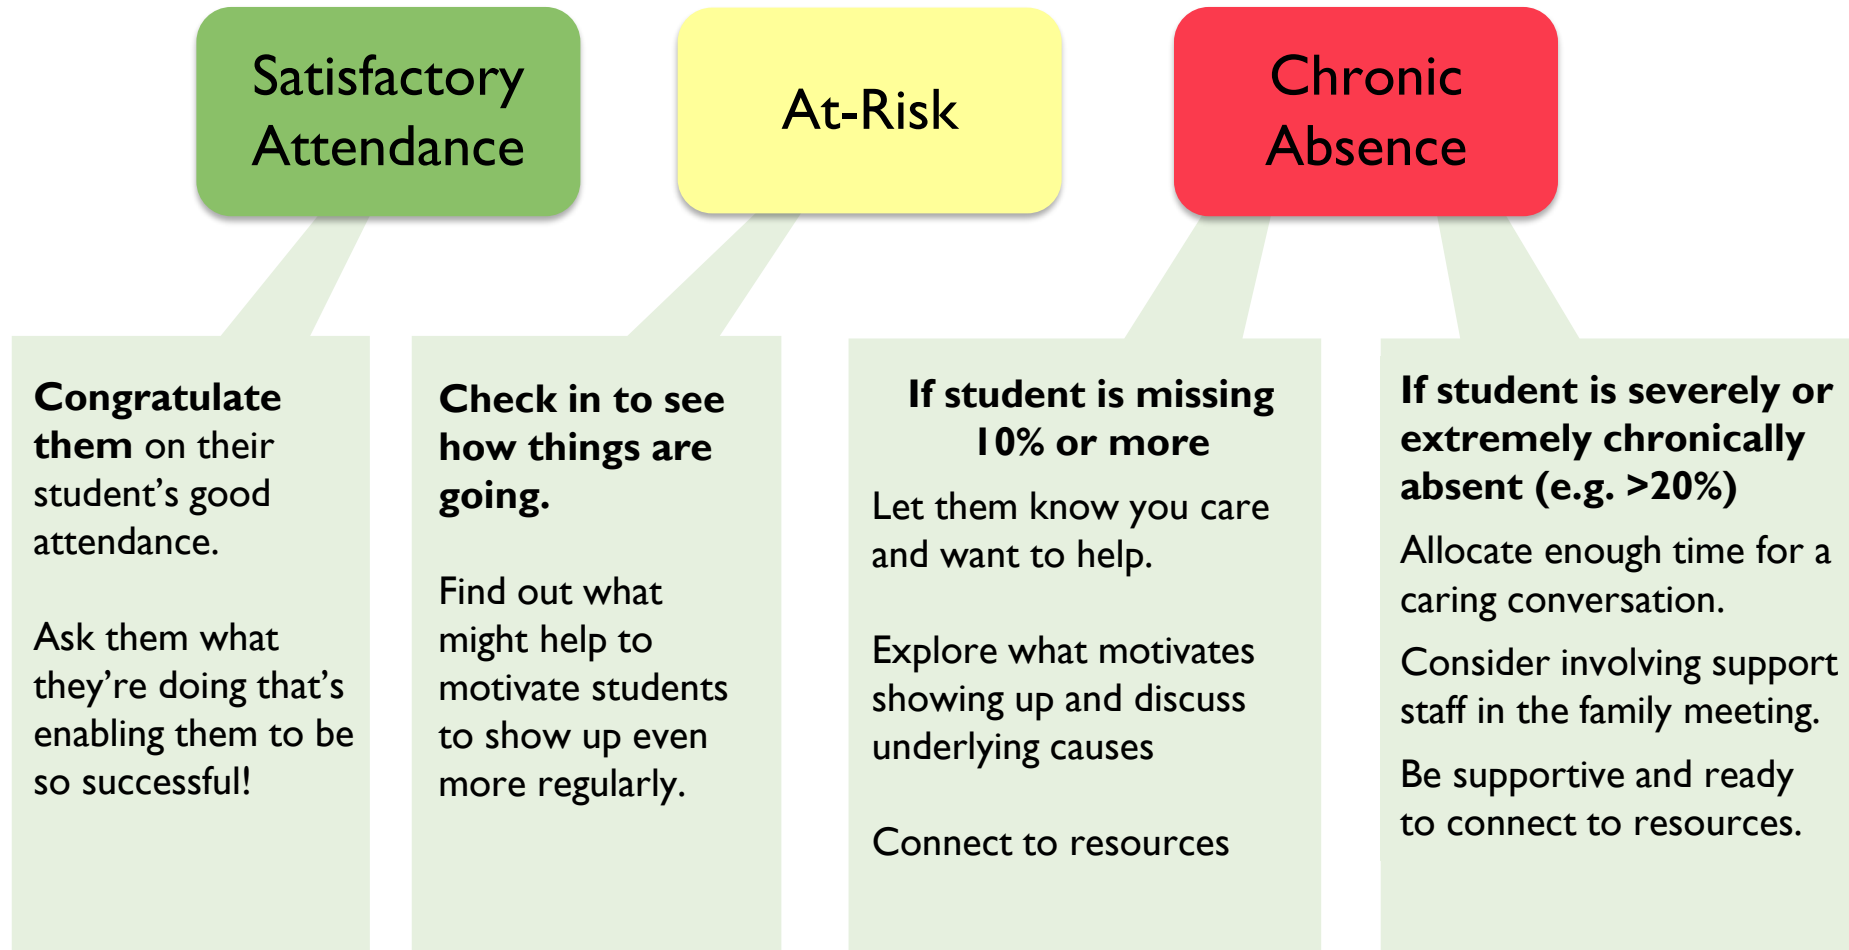 Satisfactory
Attendance
At-Risk
Chronic
Absence
Congratulate
them on their
student’s good
attendance.
Ask them what
they’re doing that’s
enabling them to be
so successful!
Check in to see
how things are
going.
Find out what
might help to
motivate students
to show up even
more regularly.
If student is missing
10% or more
Let them know you care
and want to help.
Explore what motivates
showing up and discuss
underlying causes
Connect to resources
If student is severely or
extremely chronically
absent (e.g. >20%)
Allocate enough time for a
caring conversation.
Consider involving support
staff in the family meeting.
Be supportive and ready
to connect to resources.